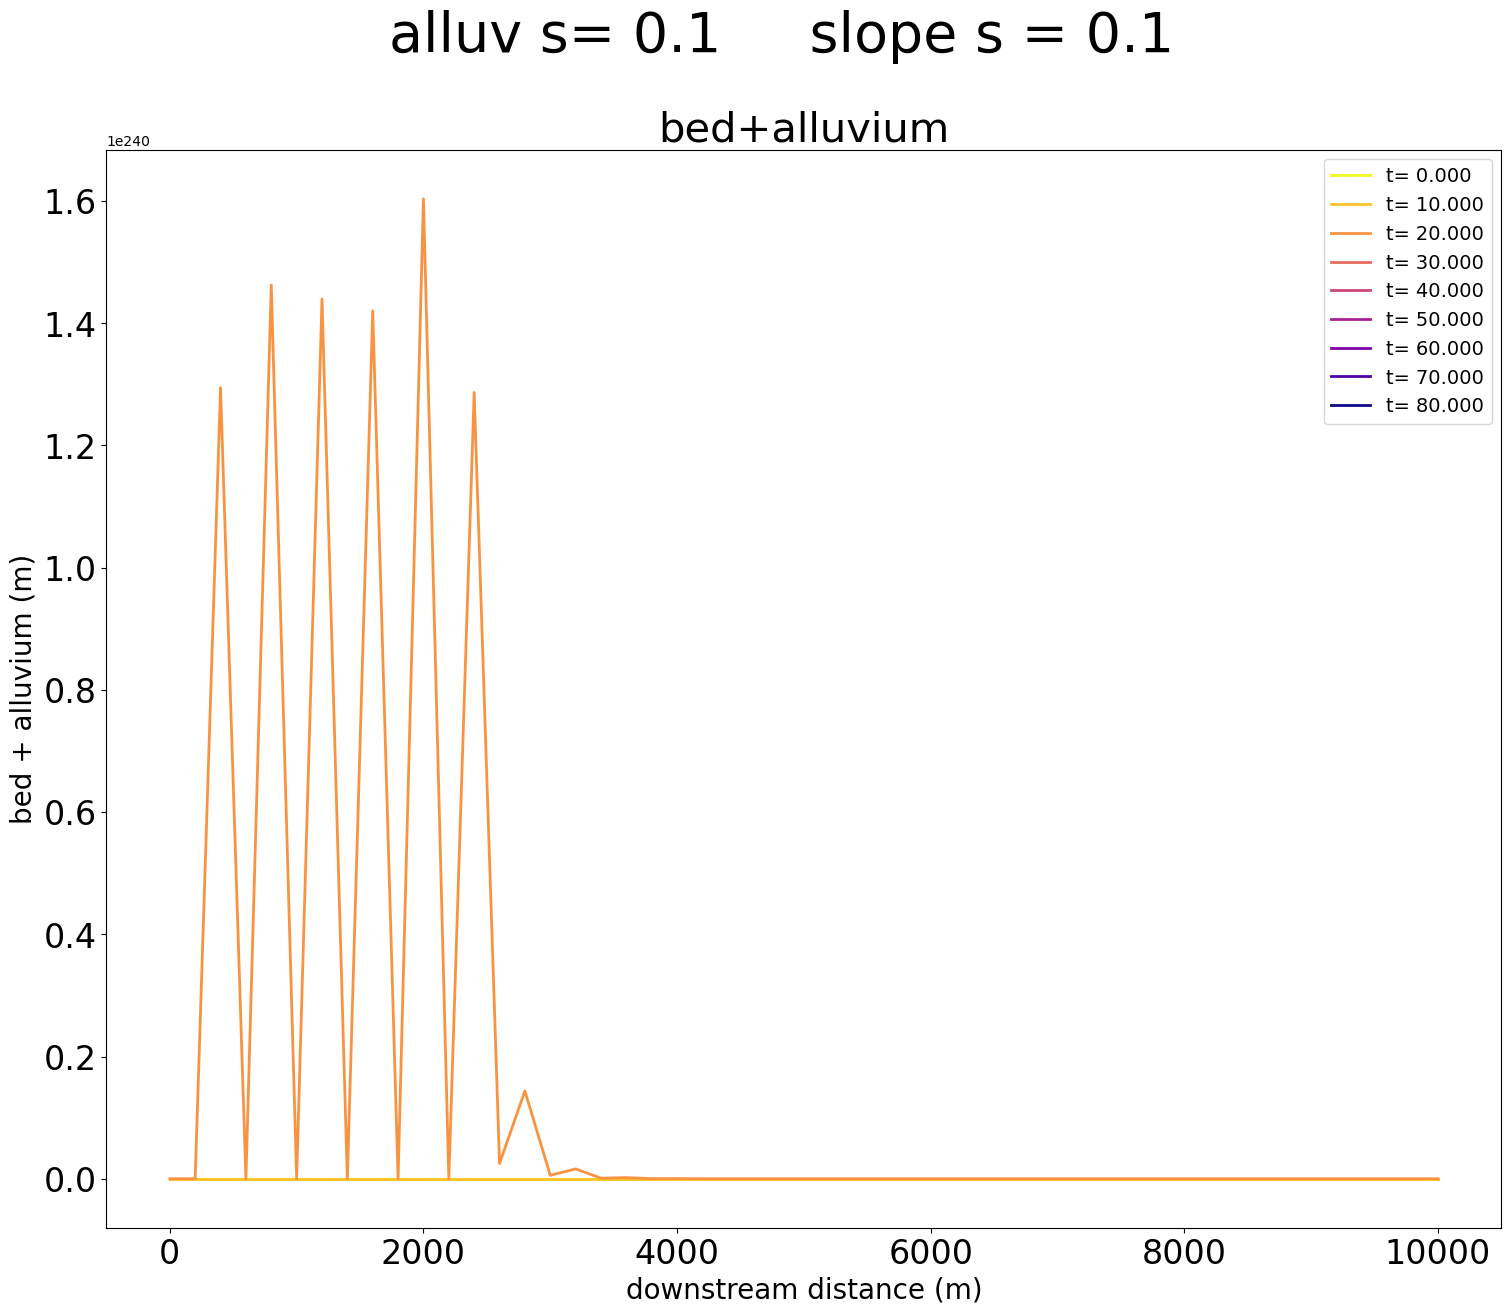 alluv s= 0.1 slope s = 0.1
bed+alluvium
1e240
1.6
1.4
1.2
1.0
0.8
0.6
0.4
0.2
0.0
bed + alluvium (m)
t= 0.000
t= 10.000
t= 20.000
t= 30.000
t= 40.000
t= 50.000
t= 60.000
t= 70.000
t= 80.000
0 2000 4000 6000 8000 10000
downstream distance (m)